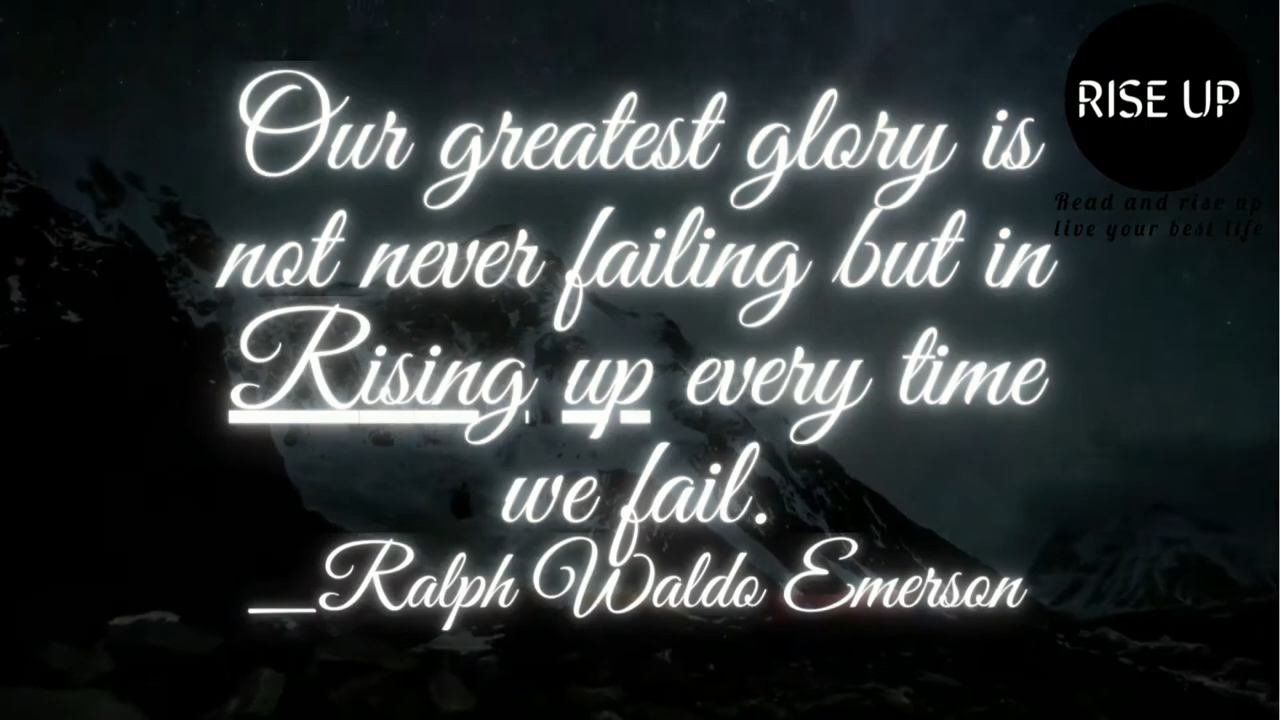 Our greatest glory is
not never failing but in
Rising up every time
we fail.
__Ralph Waldo Emerson
RISE UP
Read and rise up
live your best life